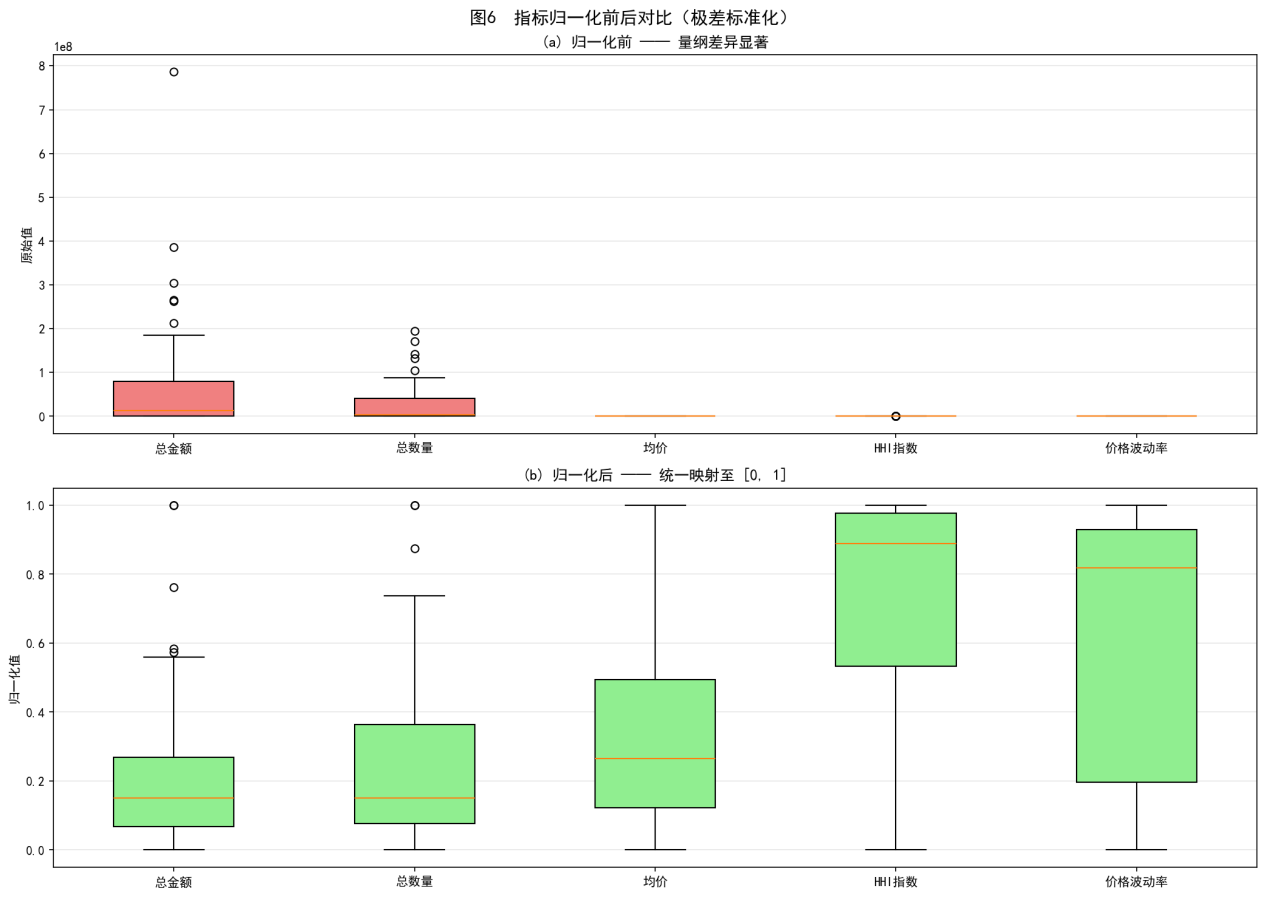 图6  指标归一化前后对比（极差标准化）
(a) 归一化前 —— 量纲差异显著
1e8
8
7
6
5
4
3
2
1
0
原始值
总金额 总数量 均价 HHI指数 价格波动率
(b) 归一化后 —— 统一映射至 [0, 1]
1.0
0.8
0.6
0.4
0.2
0.0
归一化值
总金额 总数量 均价 HHI指数 价格波动率